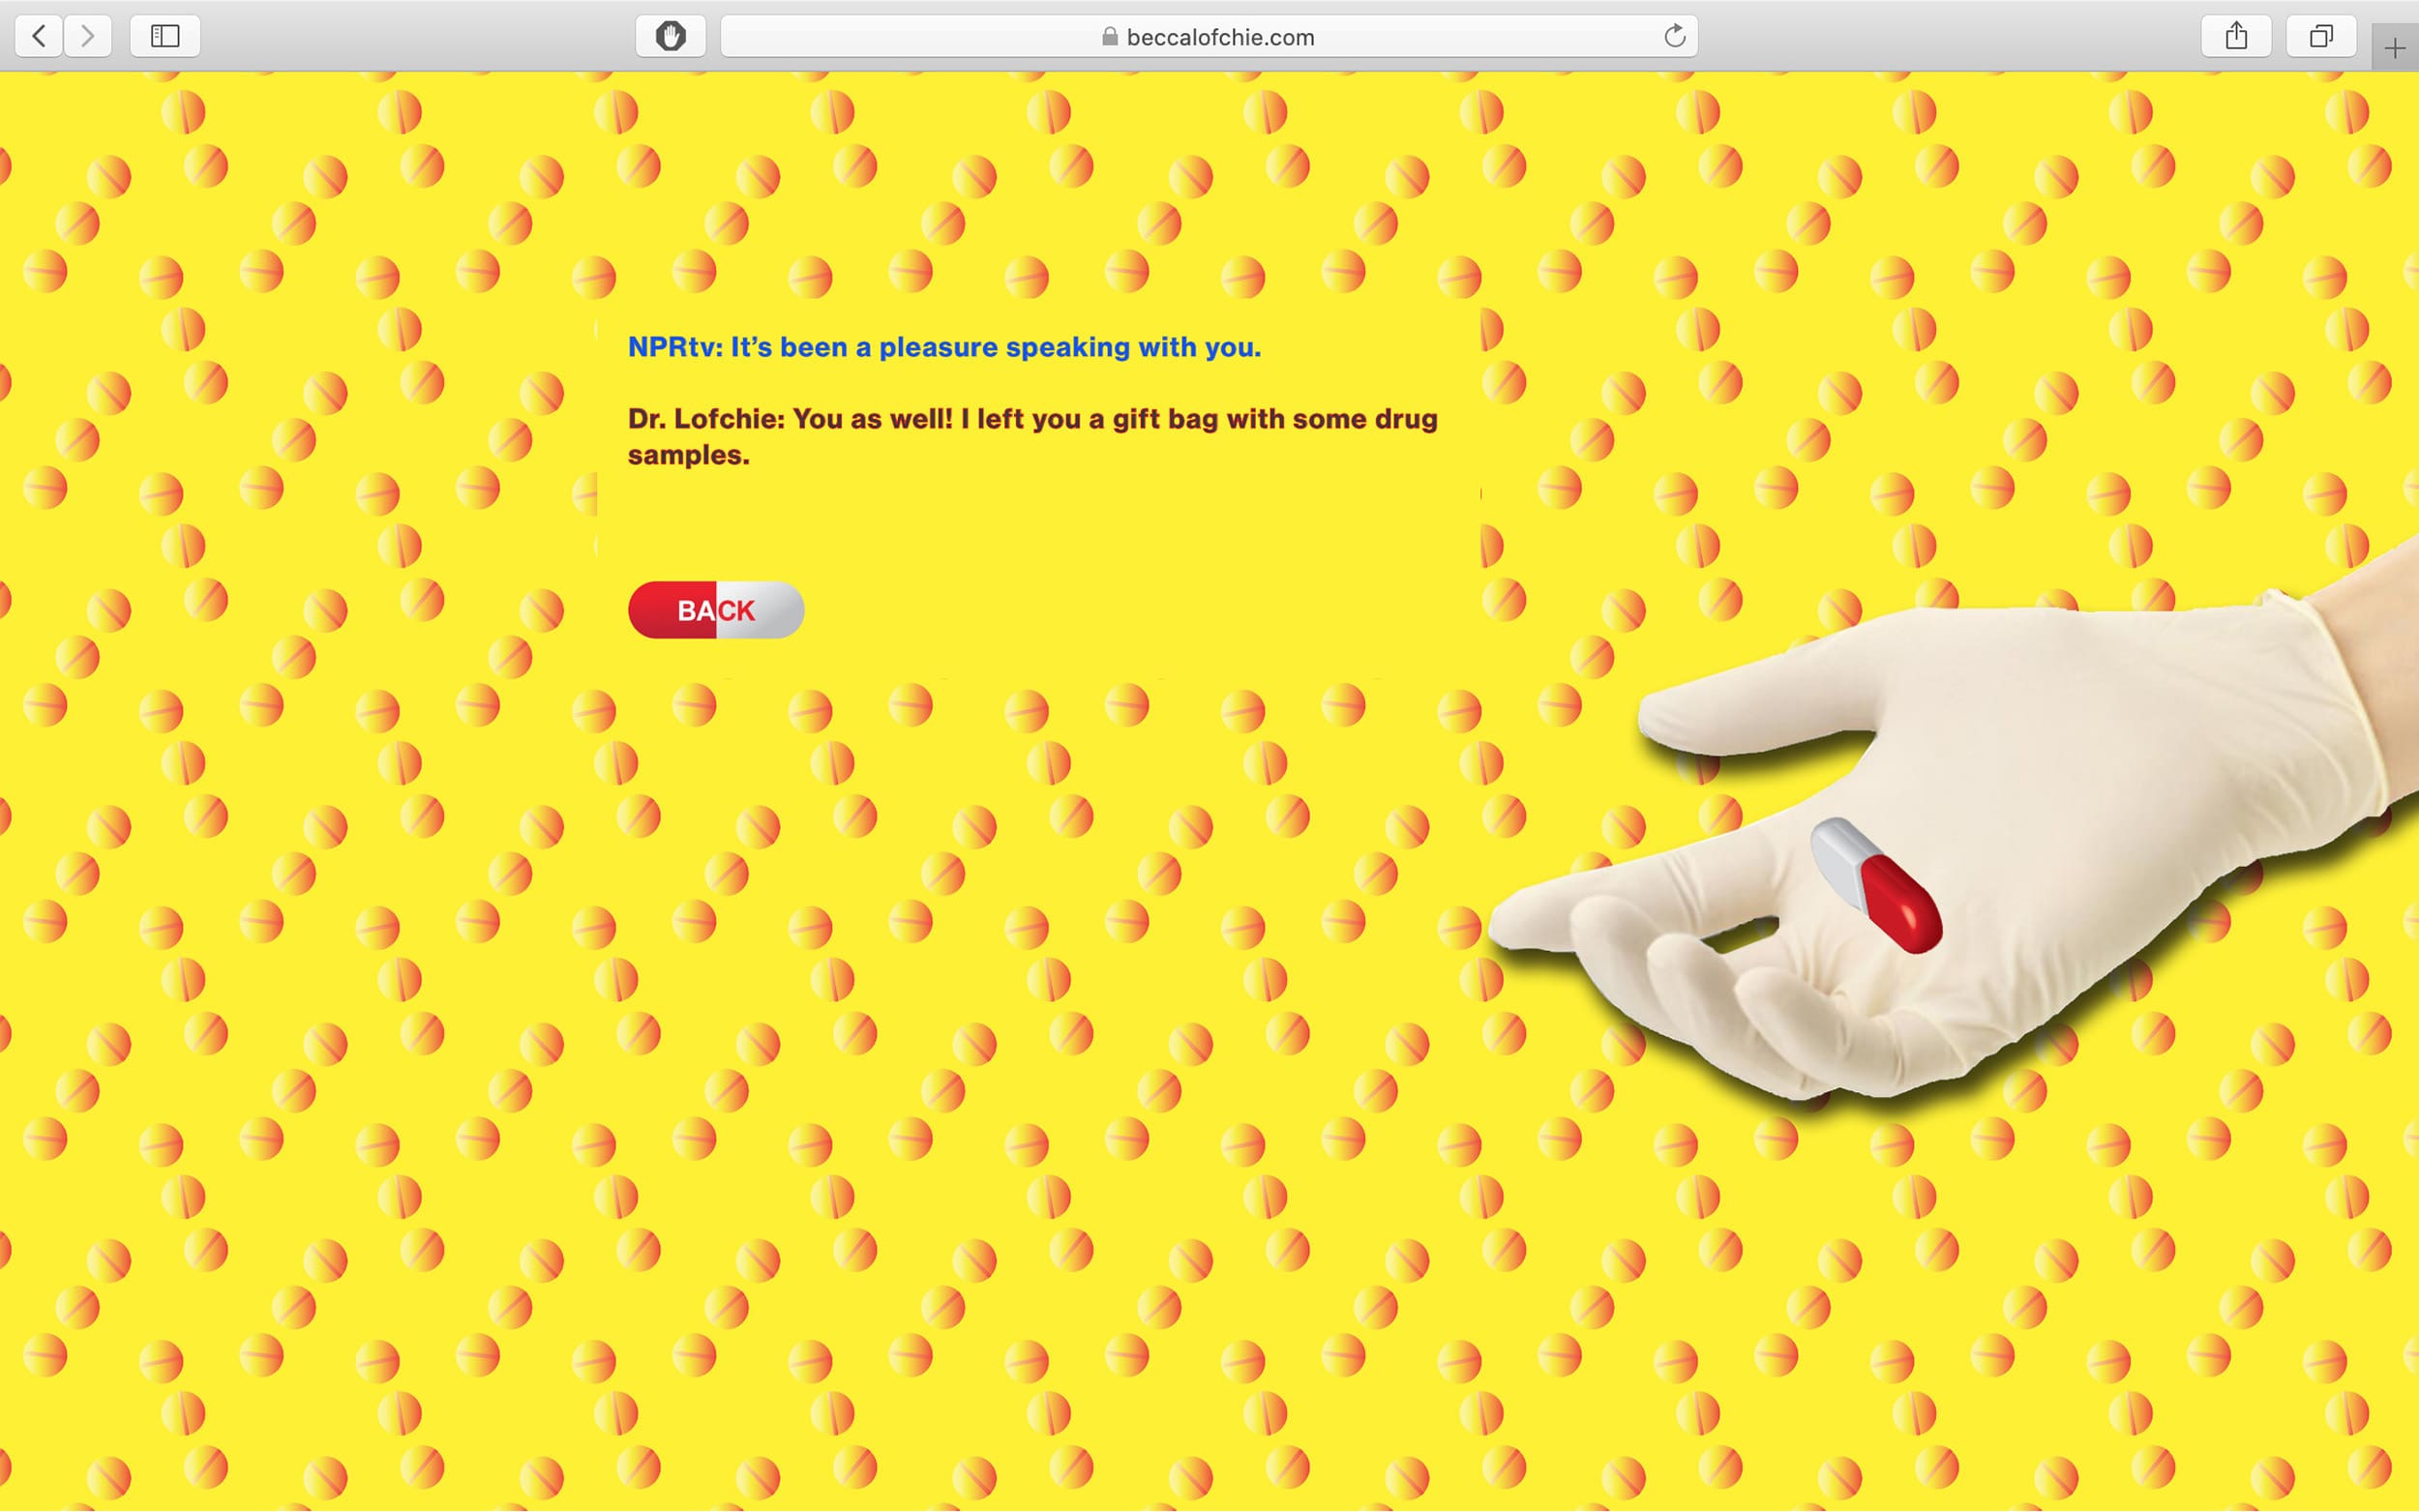 beccalofchie.com
NPRtv: It’s been a pleasure speaking with you.
Dr. Lofchie: You as well! I left you a gift bag with some drug
samples.
BACK